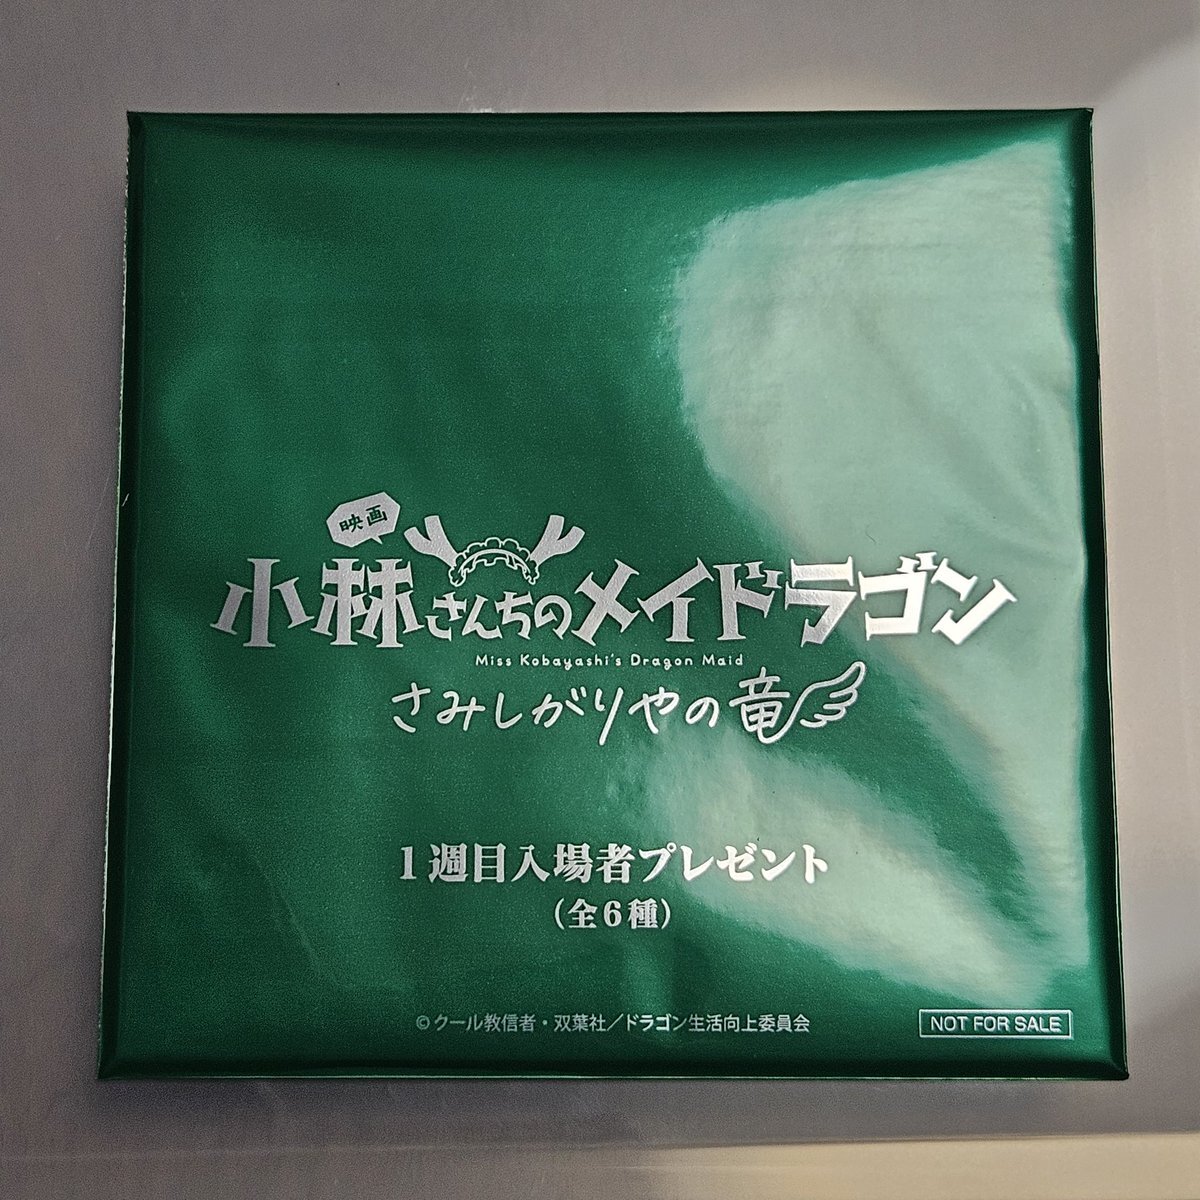 映画
小林さんちのメイドラゴン
Miss Kobayashi's Dragon Maid
さみしがりやの竜
1週目入場者プレゼント
(全6種)
©クール教信者・双葉社／ドラゴン生活向上委員会
NOT FOR SALE